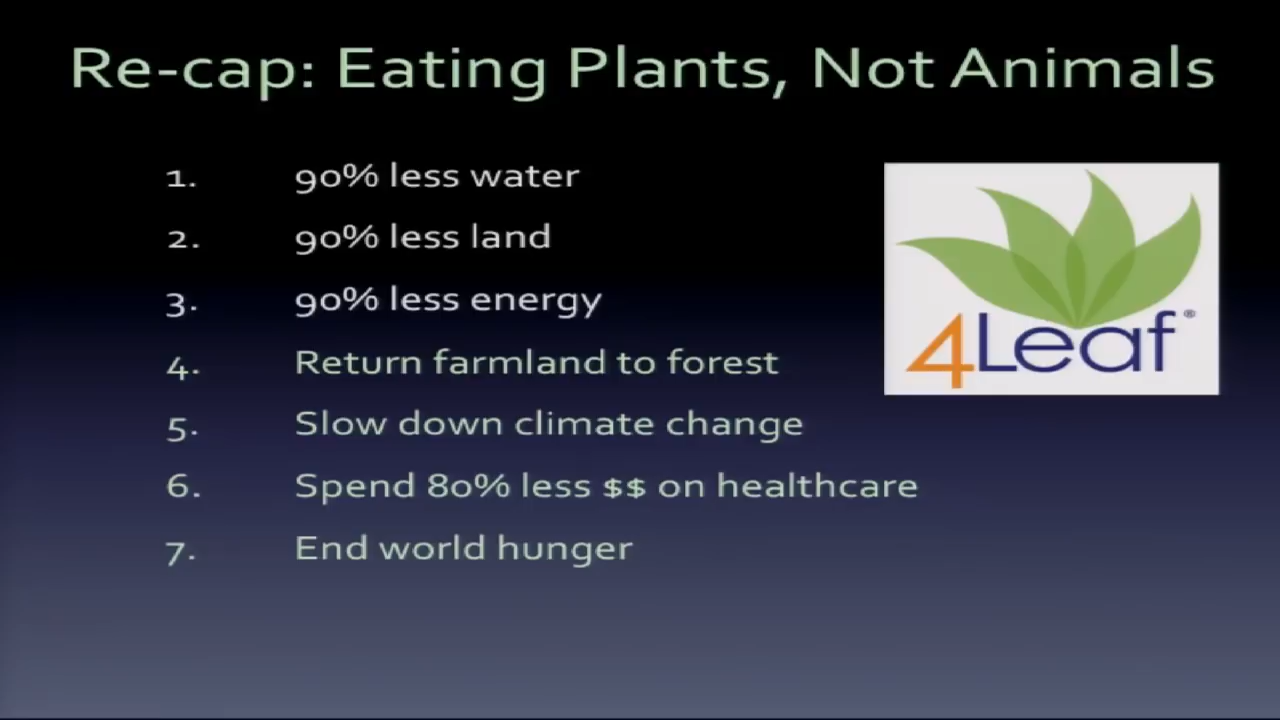 Re-cap: Eating Plants, Not Animals
1. 90% less water
2. 90% less land
3. 90% less energy
4. Return farmland to forest
5. Slow down climate change
6. Spend 80% less $$ on healthcare
7. End world hunger
4Leaf®